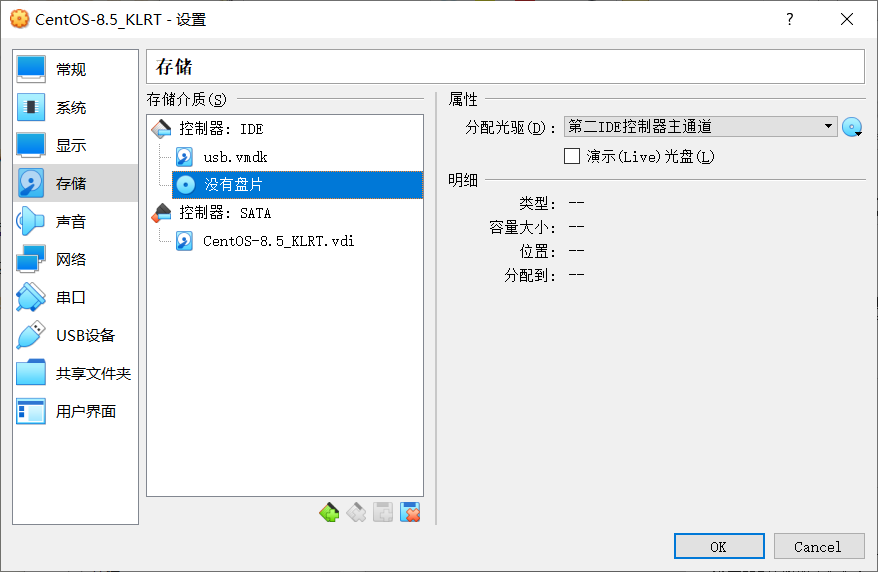 CentOS-8.5_KLRT - 设置
?
常规
系统
显示
存储
声音
网络
串口
USB设备
共享文件夹
用户界面
存储
存储介质(S)
控制器: IDE
usb.vmdk
没有盘片
控制器: SATA
CentOS-8.5_KLRT.vdi
属性
分配光驱(D): 第二IDE控制器主通道
演示(Live)光盘(L)
明细
类型: --
容量大小: --
位置: --
分配到: --
OK
Cancel